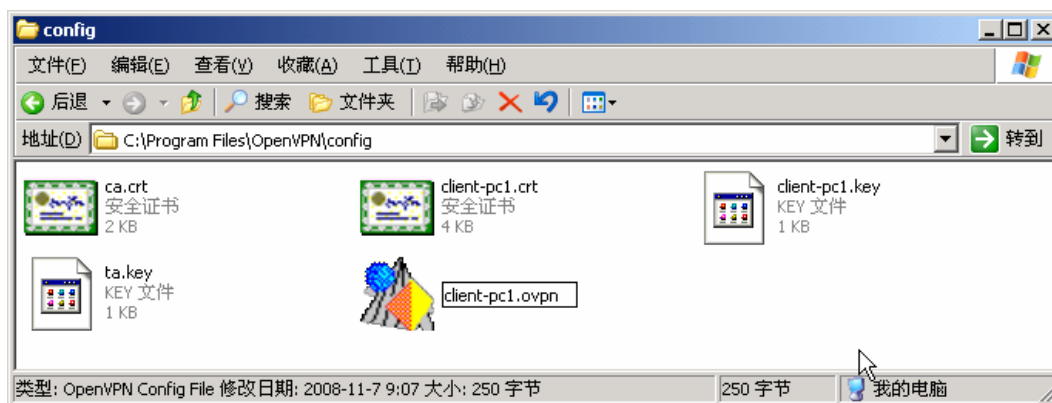 config
文件(F) 编辑(E) 查看(V) 收藏(A) 工具(T) 帮助(H)
后退 搜索 文件夹
地址(D) C:\Program Files\OpenVPN\config 转到
ca.crt
安全证书
2 KB
client-pc1.crt
安全证书
4 KB
client-pc1.key
KEY 文件
1 KB
ta.key
KEY 文件
1 KB
client-pc1.ovpn
类型: OpenVPN Config File 修改日期: 2008-11-7 9:07 大小: 250 字节 250 字节 我的电脑